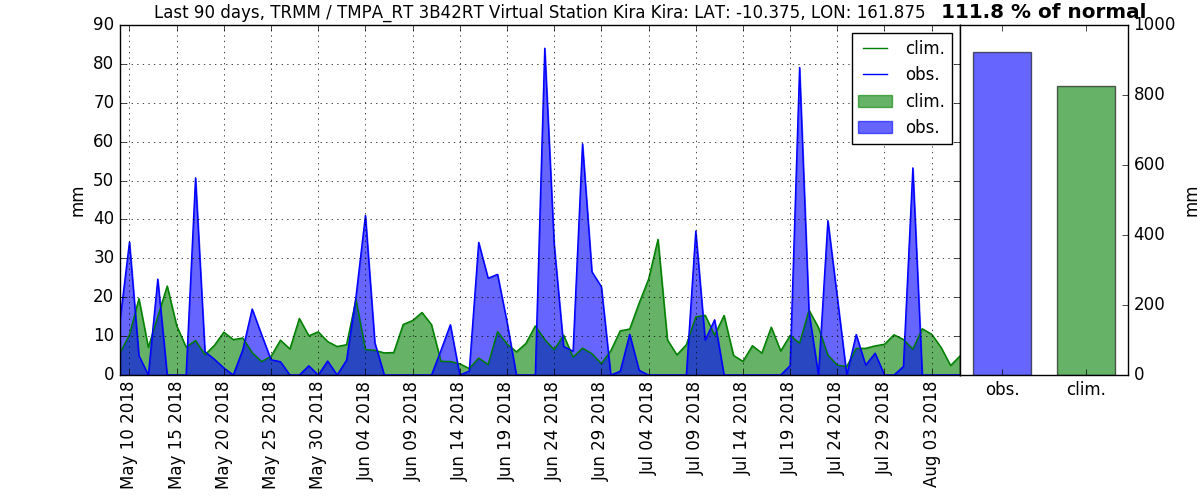 Last 90 days, TRMM / TMPA_RT 3B42RT Virtual Station Kira Kira: LAT: -10.375, LON: 161.875
111.8 % of normal
90
80
70
60
50
40
30
20
10
0
mm
clim.
obs.
clim.
obs.
May 10 2018
May 15 2018
May 20 2018
May 25 2018
May 30 2018
Jun 04 2018
Jun 09 2018
Jun 14 2018
Jun 19 2018
Jun 24 2018
Jun 29 2018
Jul 04 2018
Jul 09 2018
Jul 14 2018
Jul 19 2018
Jul 24 2018
Jul 29 2018
Aug 03 2018
1000
800
600
400
200
0
mm
obs.
clim.